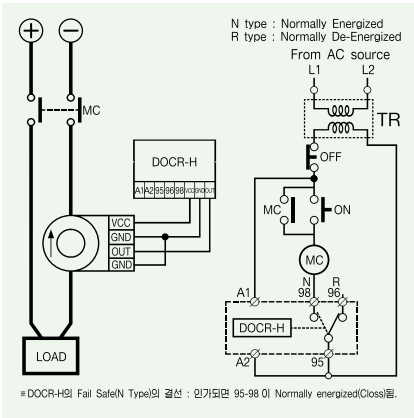 N type : Normally Energized
R type : Normally De-Energized
From AC source
L1 L2
+ −
MC
TR
OFF
DOCR-H
A1 A2 95 96 98 VCC GND OUT
MC ON
VCC
GND
OUT
GND
MC
A1 N 98 R 96
DOCR-H
A2 95
LOAD
※DOCR-H의 Fail Safe(N Type)의 결선 : 인가되면 95-98 이 Normally energized(Closs)됨.